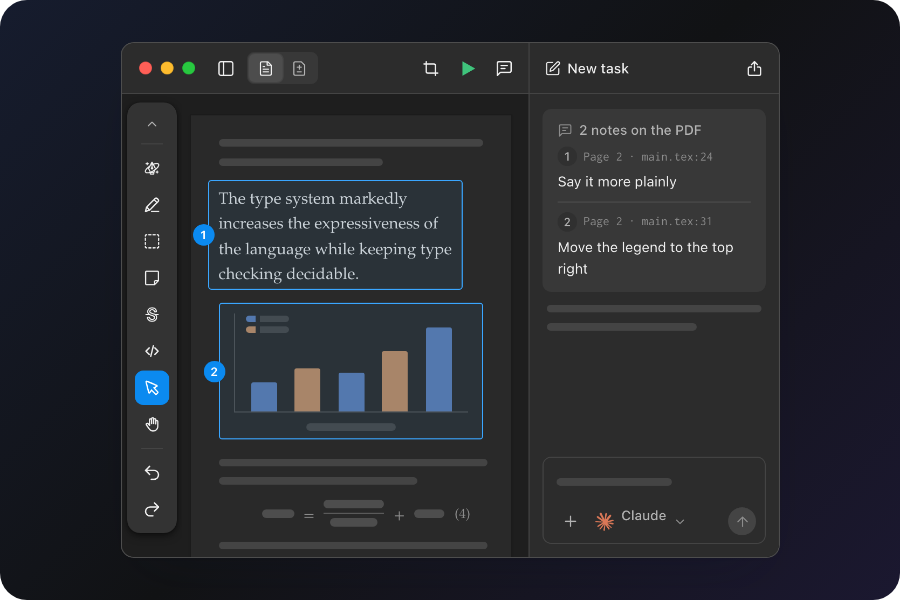 New task
2 notes on the PDF
1 Page 2 · main.tex:24
Say it more plainly
2 Page 2 · main.tex:31
Move the legend to the top
right
The type system markedly
increases the expressiveness of
the language while keeping type
checking decidable.
1
2
= + (4)
Claude